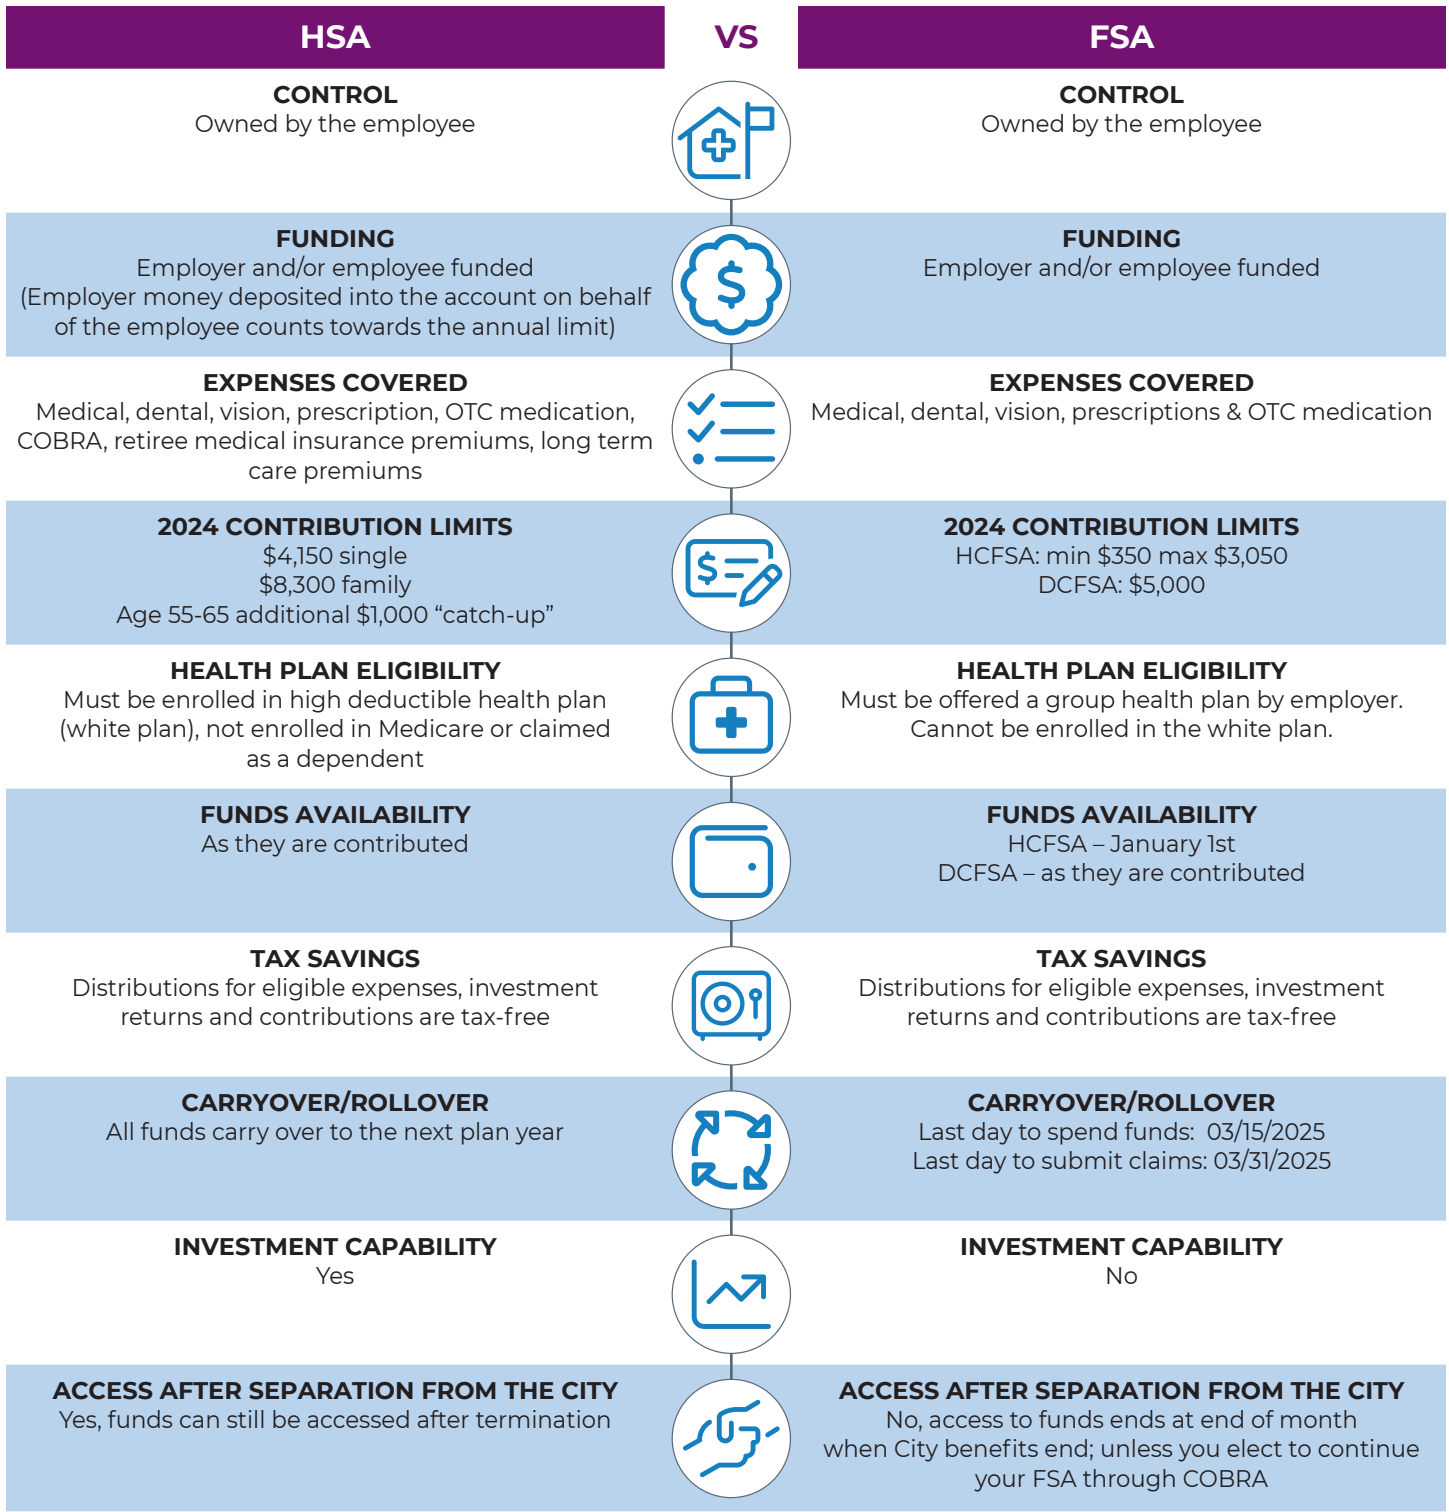 HSA
VS
FSA
CONTROL
Owned by the employee
CONTROL
Owned by the employee
FUNDING
Employer and/or employee funded
(Employer money deposited into the account on behalf
of the employee counts towards the annual limit)
$
FUNDING
Employer and/or employee funded
EXPENSES COVERED
Medical, dental, vision, prescription, OTC medication,
COBRA, retiree medical insurance premiums, long term
care premiums
EXPENSES COVERED
Medical, dental, vision, prescriptions & OTC medication
2024 CONTRIBUTION LIMITS
$4,150 single
$8,300 family
Age 55-65 additional $1,000 “catch-up”
$
2024 CONTRIBUTION LIMITS
HCFSA: min $350 max $3,050
DCFSA: $5,000
HEALTH PLAN ELIGIBILITY
Must be enrolled in high deductible health plan
(white plan), not enrolled in Medicare or claimed
as a dependent
HEALTH PLAN ELIGIBILITY
Must be offered a group health plan by employer.
Cannot be enrolled in the white plan.
FUNDS AVAILABILITY
As they are contributed
FUNDS AVAILABILITY
HCFSA – January 1st
DCFSA – as they are contributed
TAX SAVINGS
Distributions for eligible expenses, investment
returns and contributions are tax-free
TAX SAVINGS
Distributions for eligible expenses, investment
returns and contributions are tax-free
CARRYOVER/ROLLOVER
All funds carry over to the next plan year
CARRYOVER/ROLLOVER
Last day to spend funds: 03/15/2025
Last day to submit claims: 03/31/2025
INVESTMENT CAPABILITY
Yes
INVESTMENT CAPABILITY
No
ACCESS AFTER SEPARATION FROM THE CITY
Yes, funds can still be accessed after termination
ACCESS AFTER SEPARATION FROM THE CITY
No, access to funds ends at end of month
when City benefits end; unless you elect to continue
your FSA through COBRA